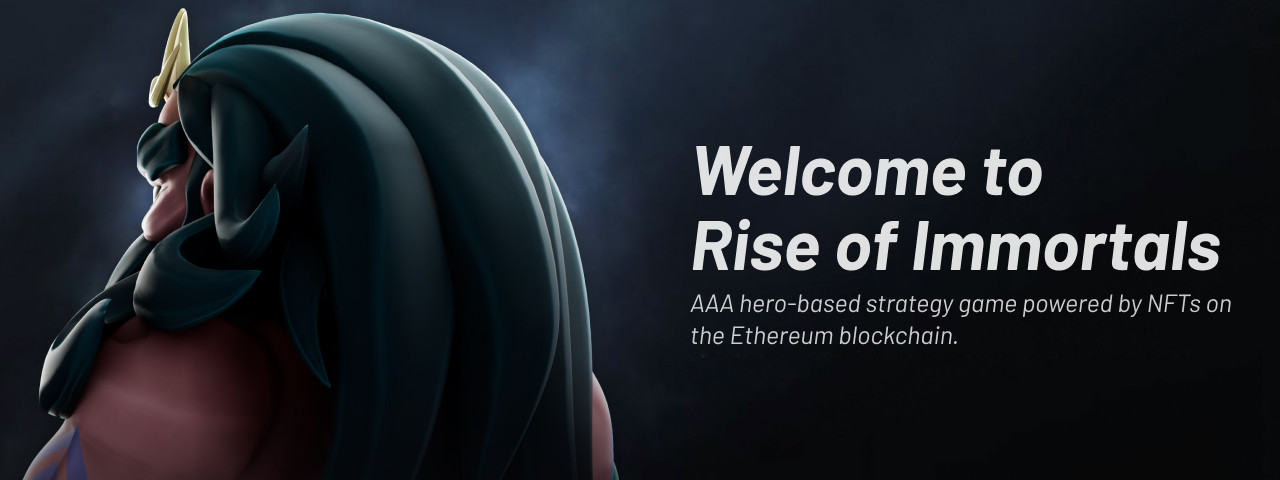 Welcome to
Rise of Immortals
AAA hero-based strategy game powered by NFTs on
the Ethereum blockchain.